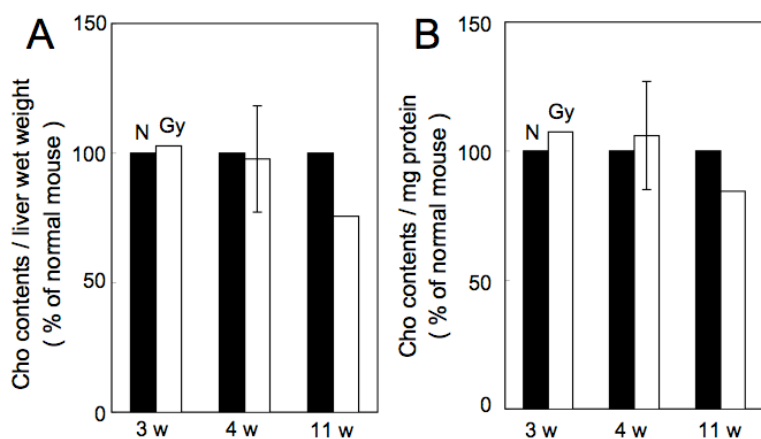 A
Cho contents / liver wet weight
( % of normal mouse )
150
100
50
0
N Gy
3 w 4 w 11 w
B
Cho contents / mg protein
( % of normal mouse )
150
100
50
0
N Gy
3 w 4 w 11 w